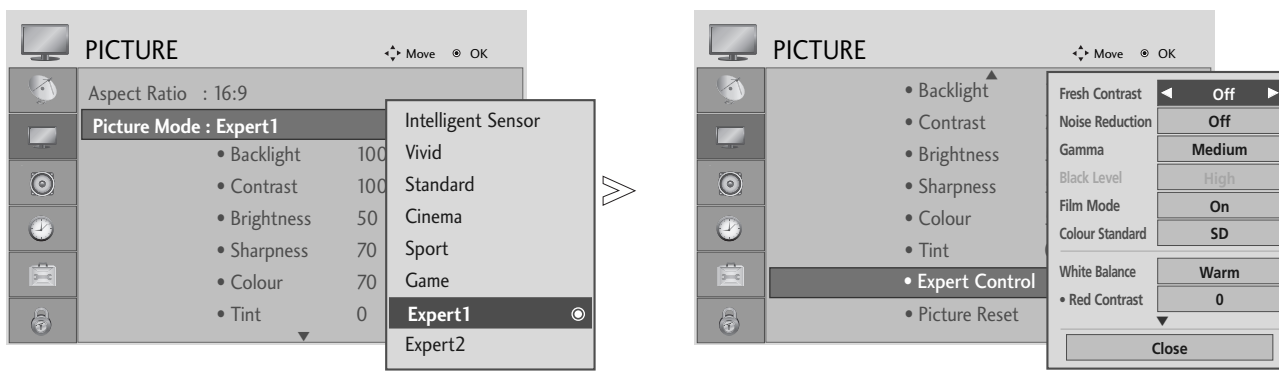 PICTURE
Move OK
Aspect Ratio : 16:9
Picture Mode : Expert1
• Backlight 100
• Contrast 100
• Brightness 50
• Sharpness 70
• Colour 70
• Tint 0
Intelligent Sensor
Vivid
Standard
Cinema
Sport
Game
Expert1
Expert2
PICTURE
Move OK
• Backlight
• Contrast
• Brightness
• Sharpness
• Colour
• Tint
• Expert Control
• Picture Reset
Fresh Contrast Off
Noise Reduction Off
Gamma Medium
Black Level High
Film Mode On
Colour Standard SD
White Balance Warm
• Red Contrast 0
Close